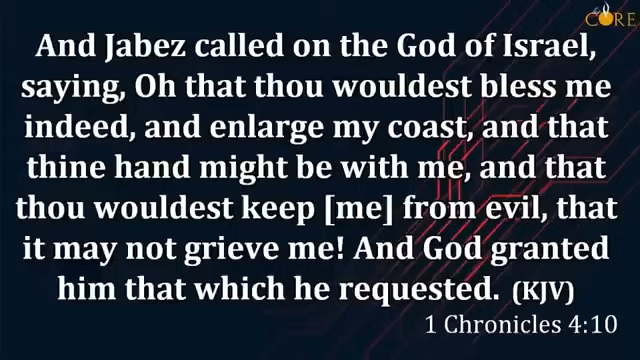 CORE
And Jabez called on the God of Israel,
saying, Oh that thou wouldest bless me
indeed, and enlarge my coast, and that
thine hand might be with me, and that
thou wouldest keep [me] from evil, that
it may not grieve me! And God granted
him that which he requested. (KJV)
1 Chronicles 4:10